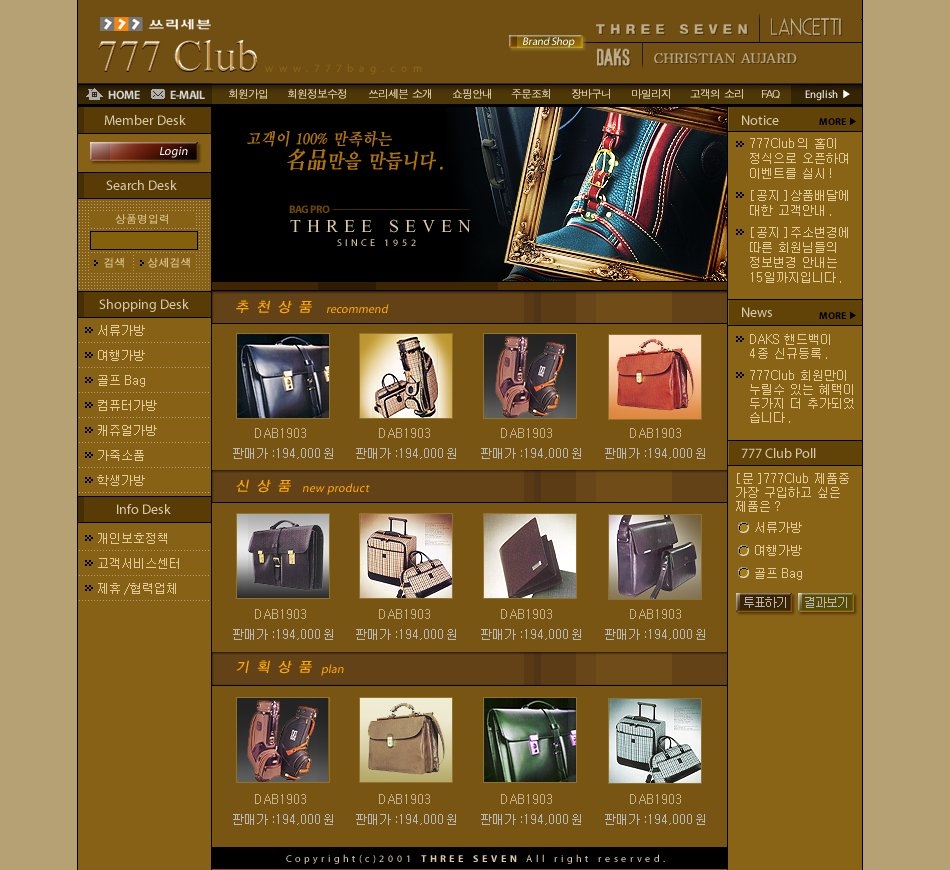 쓰리세븐
777 Club
www.777bag.com
Brand Shop
THREE SEVEN
LANCETTI
DAKS
CHRISTIAN AUJARD
HOME
E-MAIL
회원가입
회원정보수정
쓰리세븐 소개
쇼핑안내
주문조회
장바구니
마일리지
고객의 소리
FAQ
English
Member Desk
Login
Search Desk
상품명입력
검색
상세검색
Shopping Desk
서류가방
여행가방
골프 Bag
컴퓨터가방
캐쥬얼가방
가죽소품
학생가방
Info Desk
개인보호정책
고객서비스센터
제휴/협력업체
고객이 100% 만족하는
名品만을 만듭니다.
BAG PRO
THREE SEVEN
SINCE 1952
추천상품 recommend
DAB1903
판매가:194,000원
DAB1903
판매가:194,000원
DAB1903
판매가:194,000원
DAB1903
판매가:194,000원
신상품 new product
DAB1903
판매가:194,000원
DAB1903
판매가:194,000원
DAB1903
판매가:194,000원
DAB1903
판매가:194,000원
기획상품 plan
DAB1903
판매가:194,000원
DAB1903
판매가:194,000원
DAB1903
판매가:194,000원
DAB1903
판매가:194,000원
Copyright(c)2001 THREE SEVEN All right reserved.
Notice
MORE
777Club의 홈이
정식으로 오픈하여
이벤트를 실시!
[공지]상품배달에
대한 고객안내.
[공지]주소변경에
따른 회원님들의
정보변경 안내는
15일까지입니다.
News
MORE
DAKS 핸드백이
4종 신규등록.
777Club 회원만이
누릴수 있는 혜택이
두가지 더 추가되었
습니다.
777 Club Poll
[문]777Club 제품중
가장 구입하고 싶은
제품은?
서류가방
여행가방
골프 Bag
투표하기
결과보기